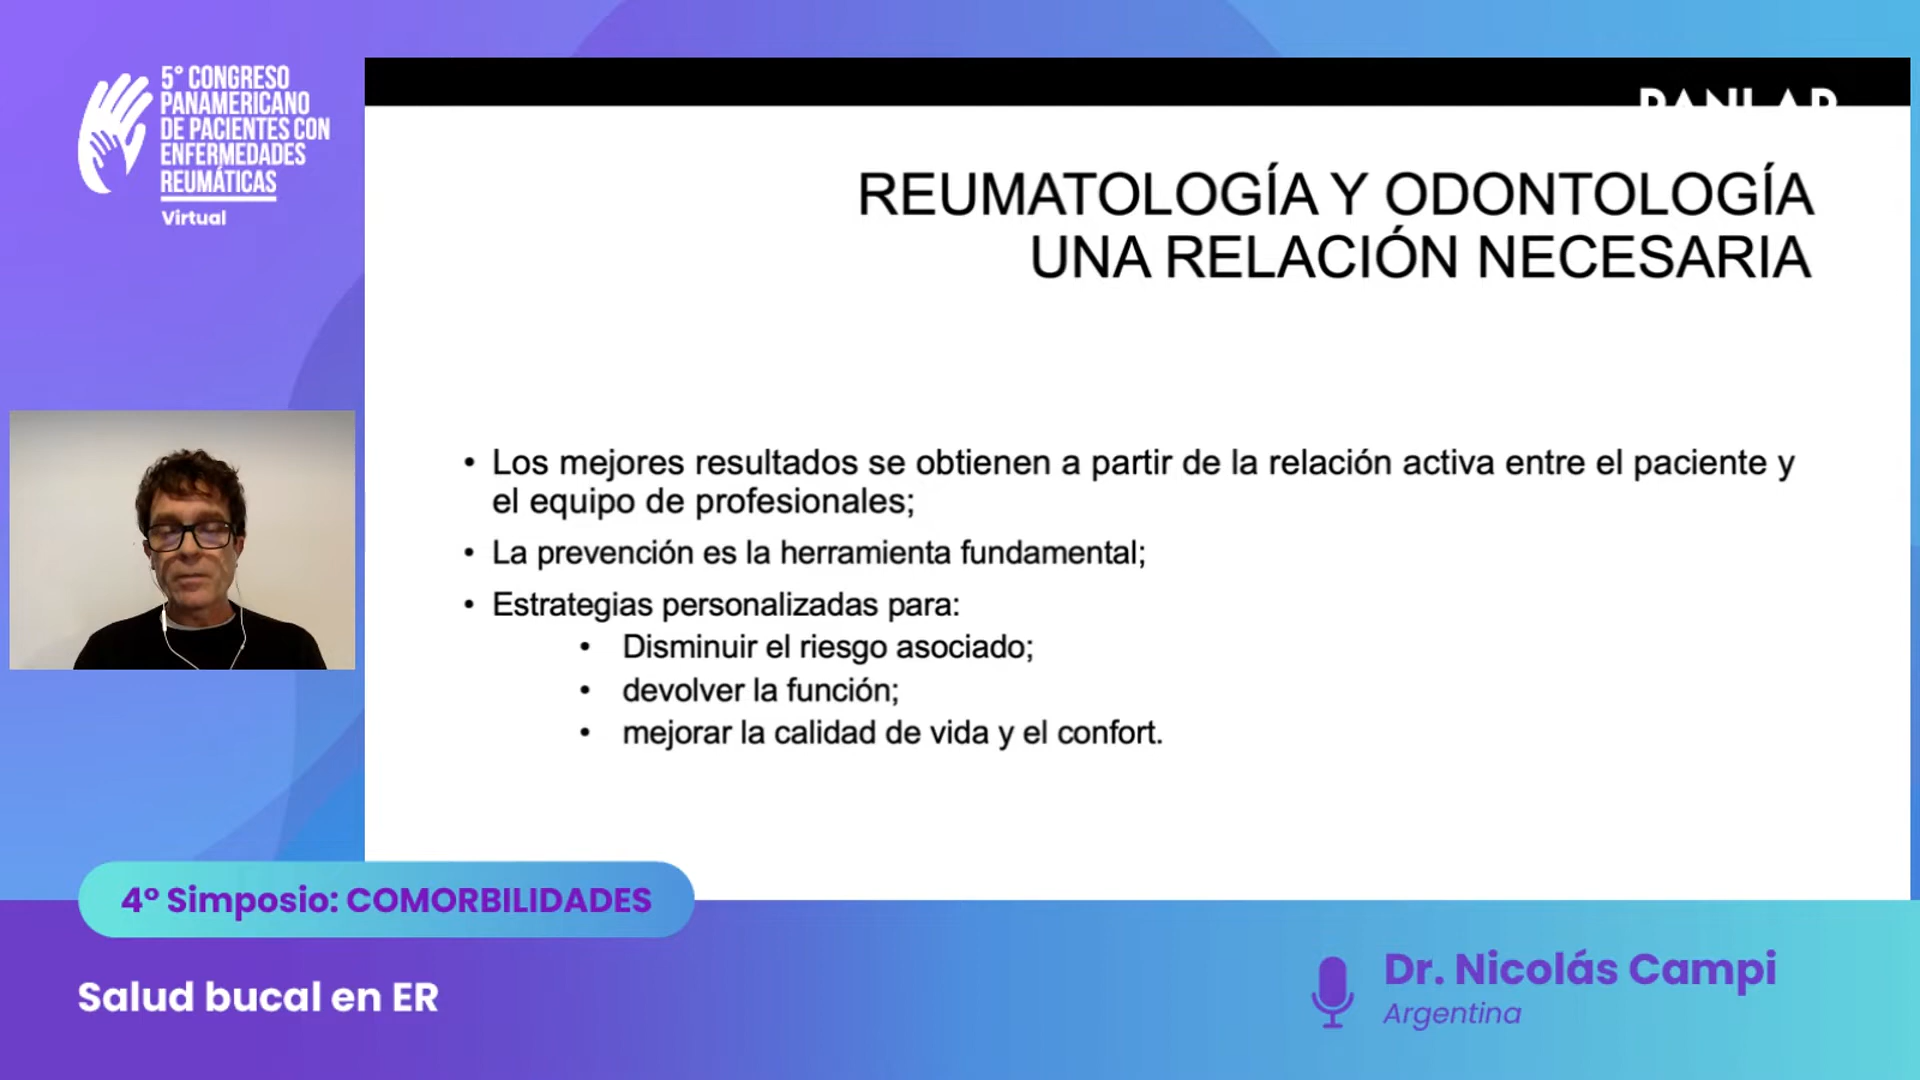 5° CONGRESO
PANAMERICANO
DE PACIENTES CON
ENFERMEDADES
REUMÁTICAS
Virtual
REUMATOLOGÍA Y ODONTOLOGÍA
UNA RELACIÓN NECESARIA
• Los mejores resultados se obtienen a partir de la relación activa entre el paciente y
el equipo de profesionales;
• La prevención es la herramienta fundamental;
• Estrategias personalizadas para:
• Disminuir el riesgo asociado;
• devolver la función;
• mejorar la calidad de vida y el confort.
4° Simposio: COMORBILIDADES
Salud bucal en ER
Dr. Nicolás Campi
Argentina